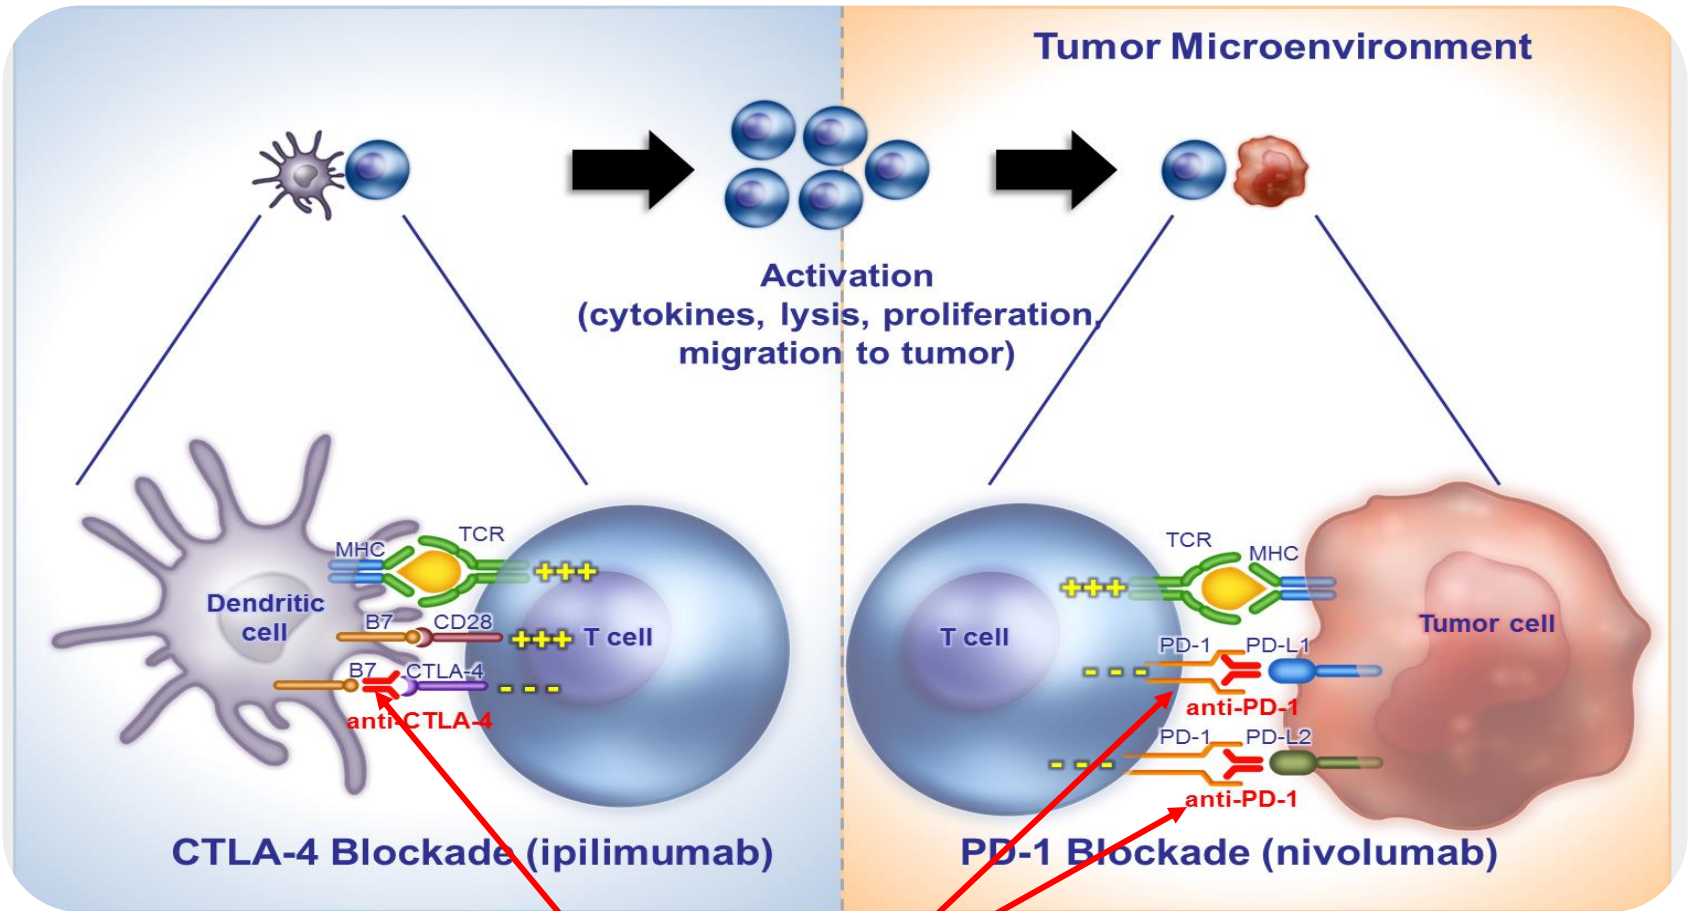 Tumor Microenvironment
Activation
(cytokines, lysis, proliferation,
migration to tumor)
MHC
TCR
+++
Dendritic
cell
B7
CD28
+++
T cell
B7
CTLA-4
- - -
anti-CTLA-4
CTLA-4 Blockade (ipilimumab)
TCR
MHC
+++
T cell
Tumor cell
PD-1
PD-L1
- - -
anti-PD-1
PD-1
PD-L2
- - -
anti-PD-1
PD-1 Blockade (nivolumab)